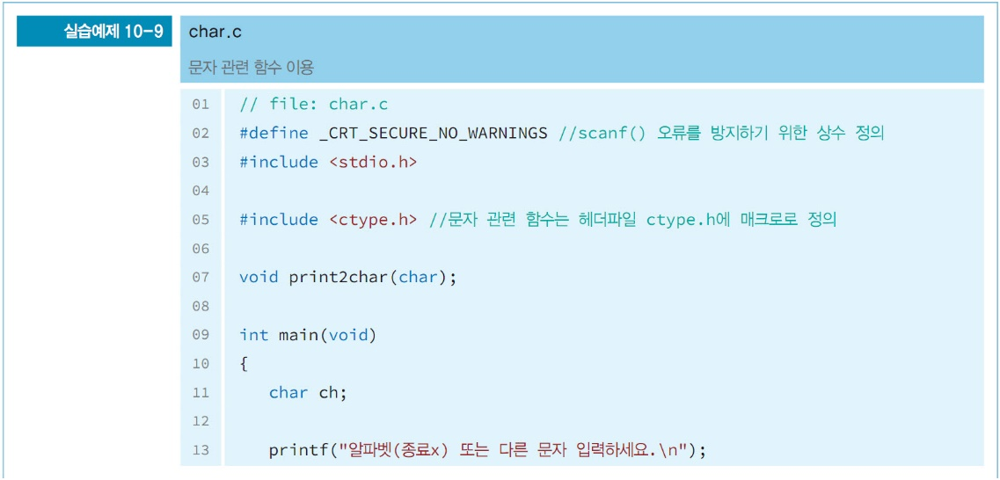 실습예제 10-9
char.c
문자 관련 함수 이용
01 // file: char.c
02 #define _CRT_SECURE_NO_WARNINGS //scanf() 오류를 방지하기 위한 상수 정의
03 #include <stdio.h>
04
05 #include <ctype.h> //문자 관련 함수는 헤더파일 ctype.h에 매크로로 정의
06
07 void print2char(char);
08
09 int main(void)
10 {
11    char ch;
12
13    printf("알파벳(종료x) 또는 다른 문자 입력하세요.\n");